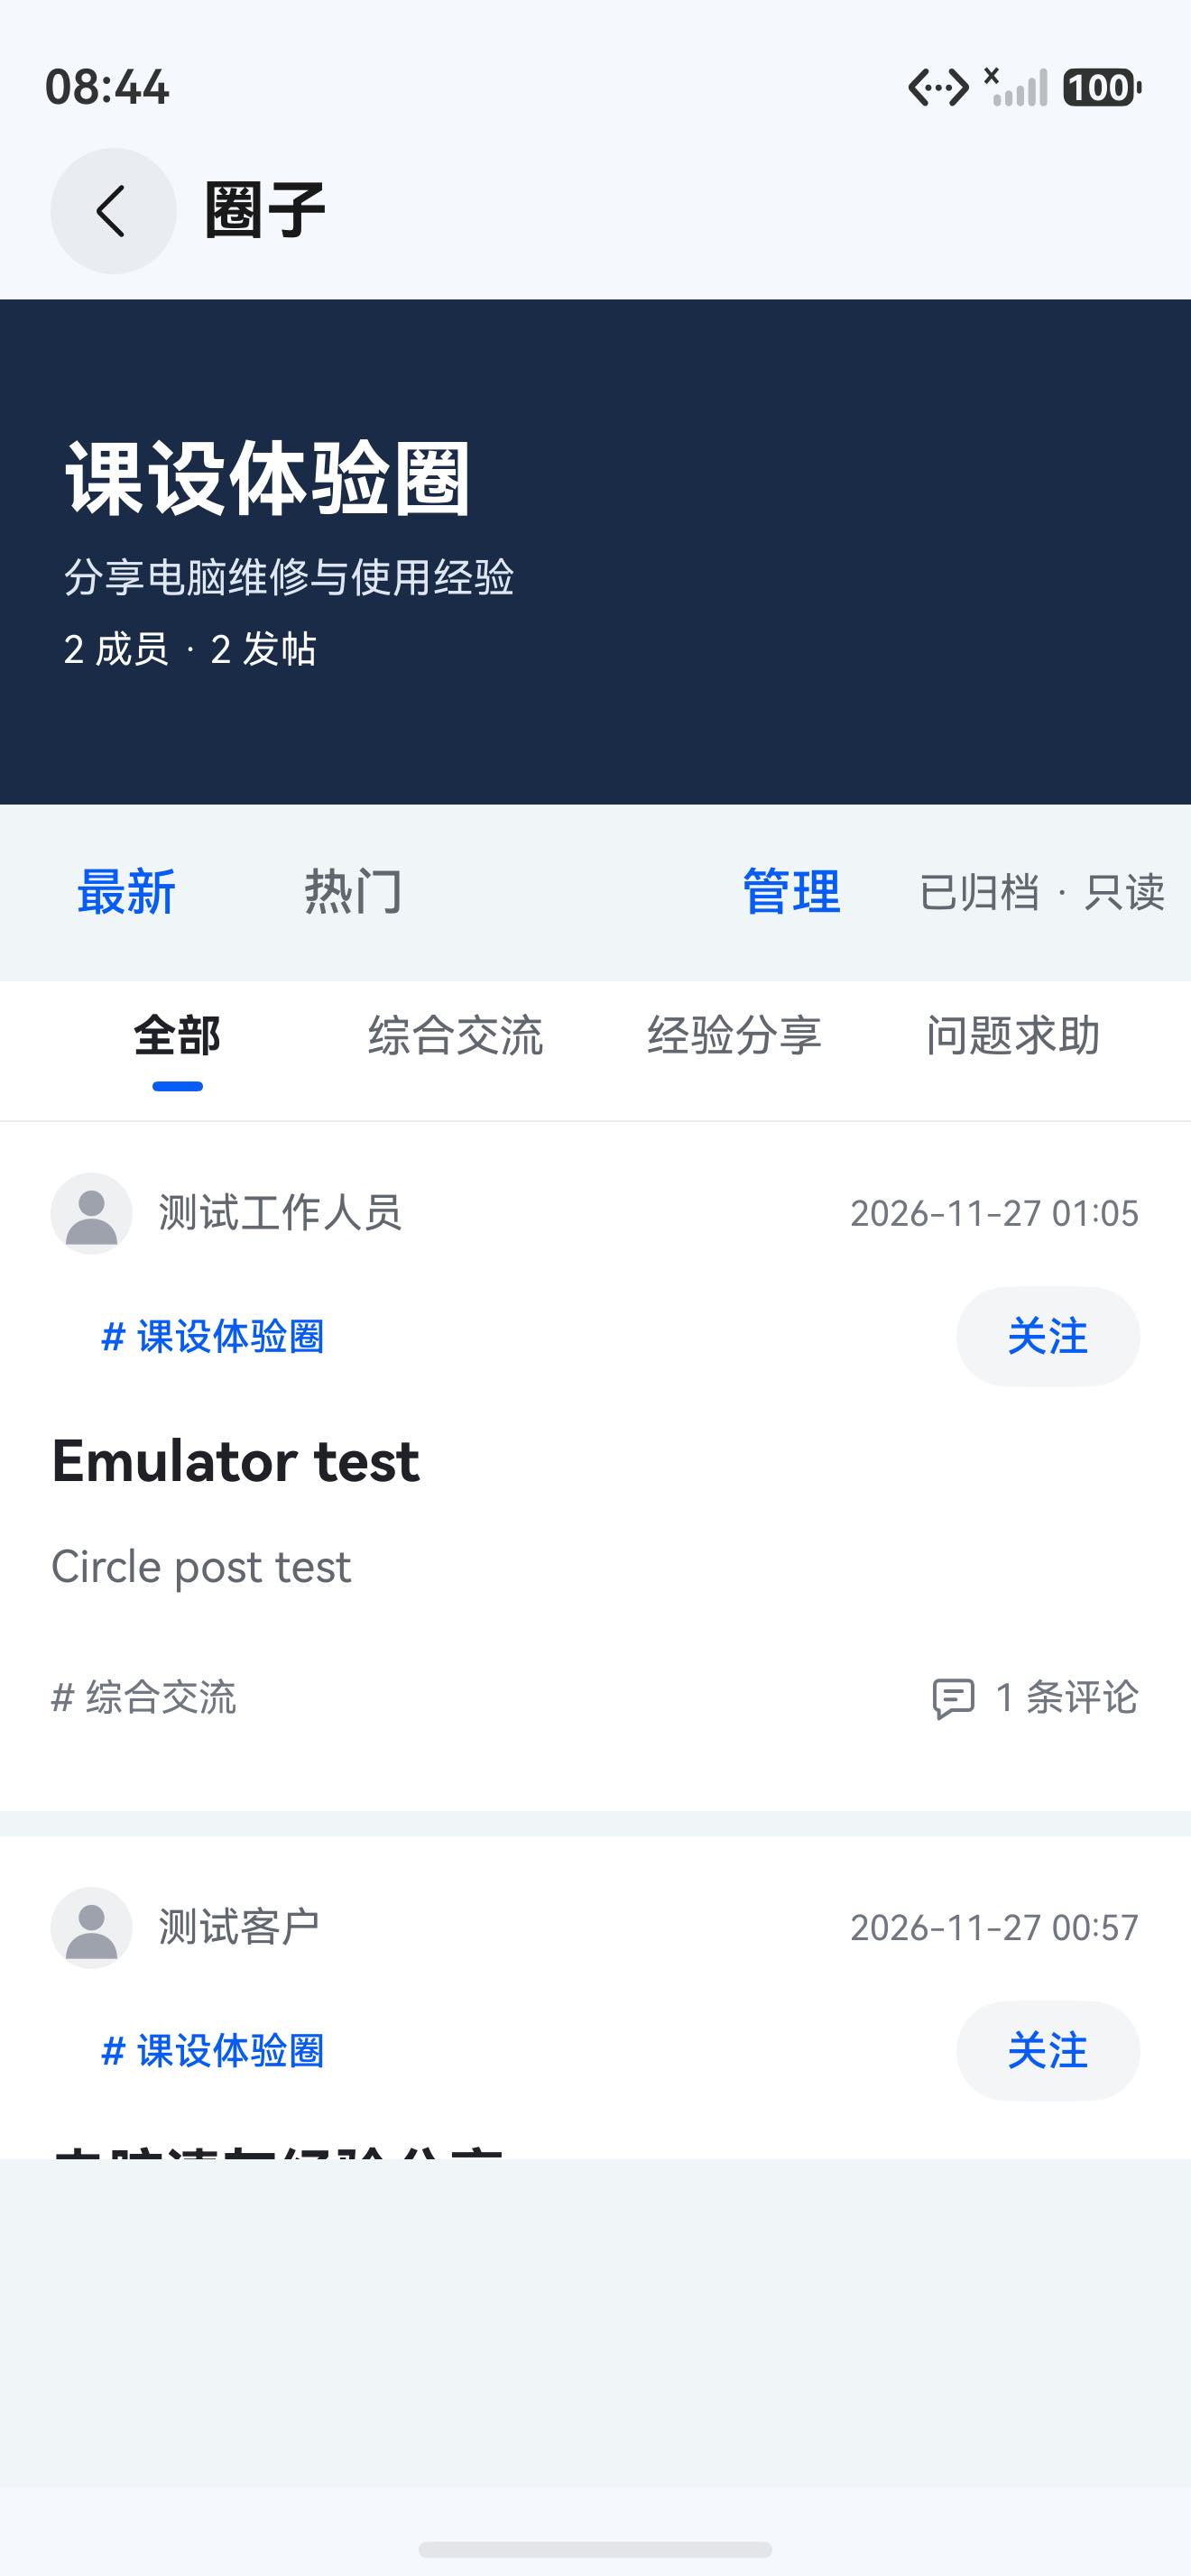 08:44
100
圈子
课设体验圈
分享电脑维修与使用经验
2 成员 · 2 发帖
最新 热门 管理 已归档 · 只读
全部 综合交流 经验分享 问题求助
测试工作人员 2026-11-27 01:05
# 课设体验圈 关注
Emulator test
Circle post test
# 综合交流 1 条评论
测试客户 2026-11-27 00:57
# 课设体验圈 关注